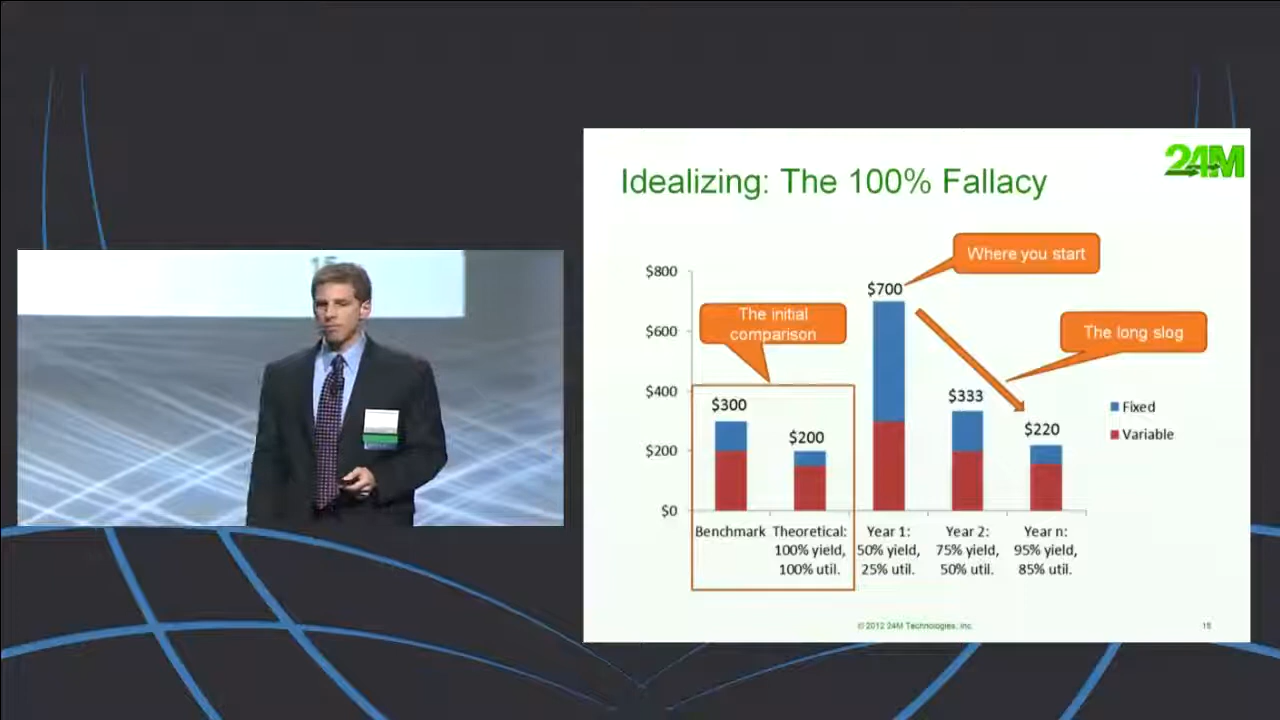 15
24M
Idealizing: The 100% Fallacy
Where you start
$800
$700
The initial
comparison
$600
The long slog
$400
$300
$333
Fixed
$200
$220
Variable
$200
$0
Benchmark
Theoretical:
100% yield,
100% util.
Year 1:
50% yield,
25% util.
Year 2:
75% yield,
50% util.
Year n:
95% yield,
85% util.
© 2012 24M Technologies, Inc.